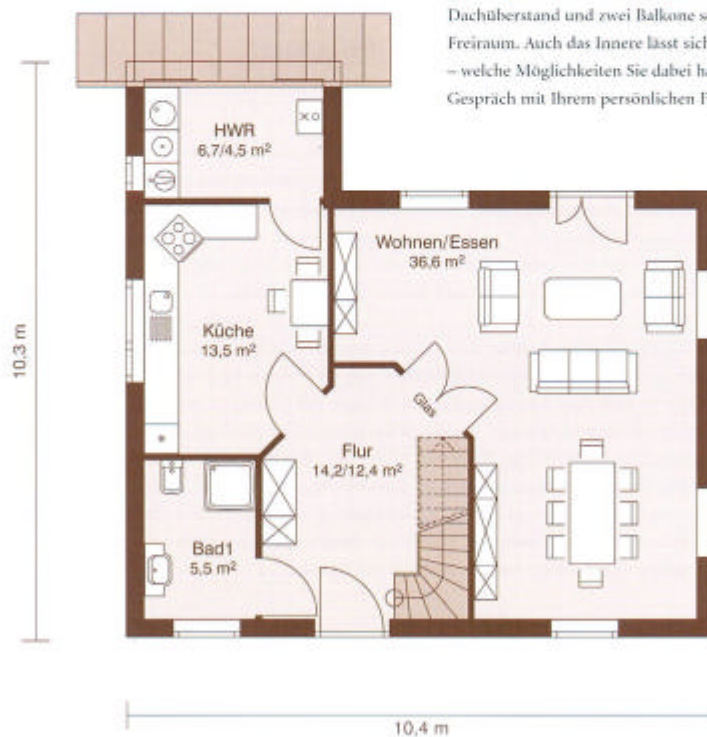 Dachüberstand und zwei Balkone
Freiraum. Auch das Innere lässt sich
– welche Möglichkeiten Sie dabei
Gespräch mit Ihrem persönlichen
HWR
6,7/4,5 m²
Wohnen/Essen
36,6 m²
Küche
13,5 m²
Glas
Flur
14,2/12,4 m²
Bad1
5,5 m²
10,3 m
10,4 m